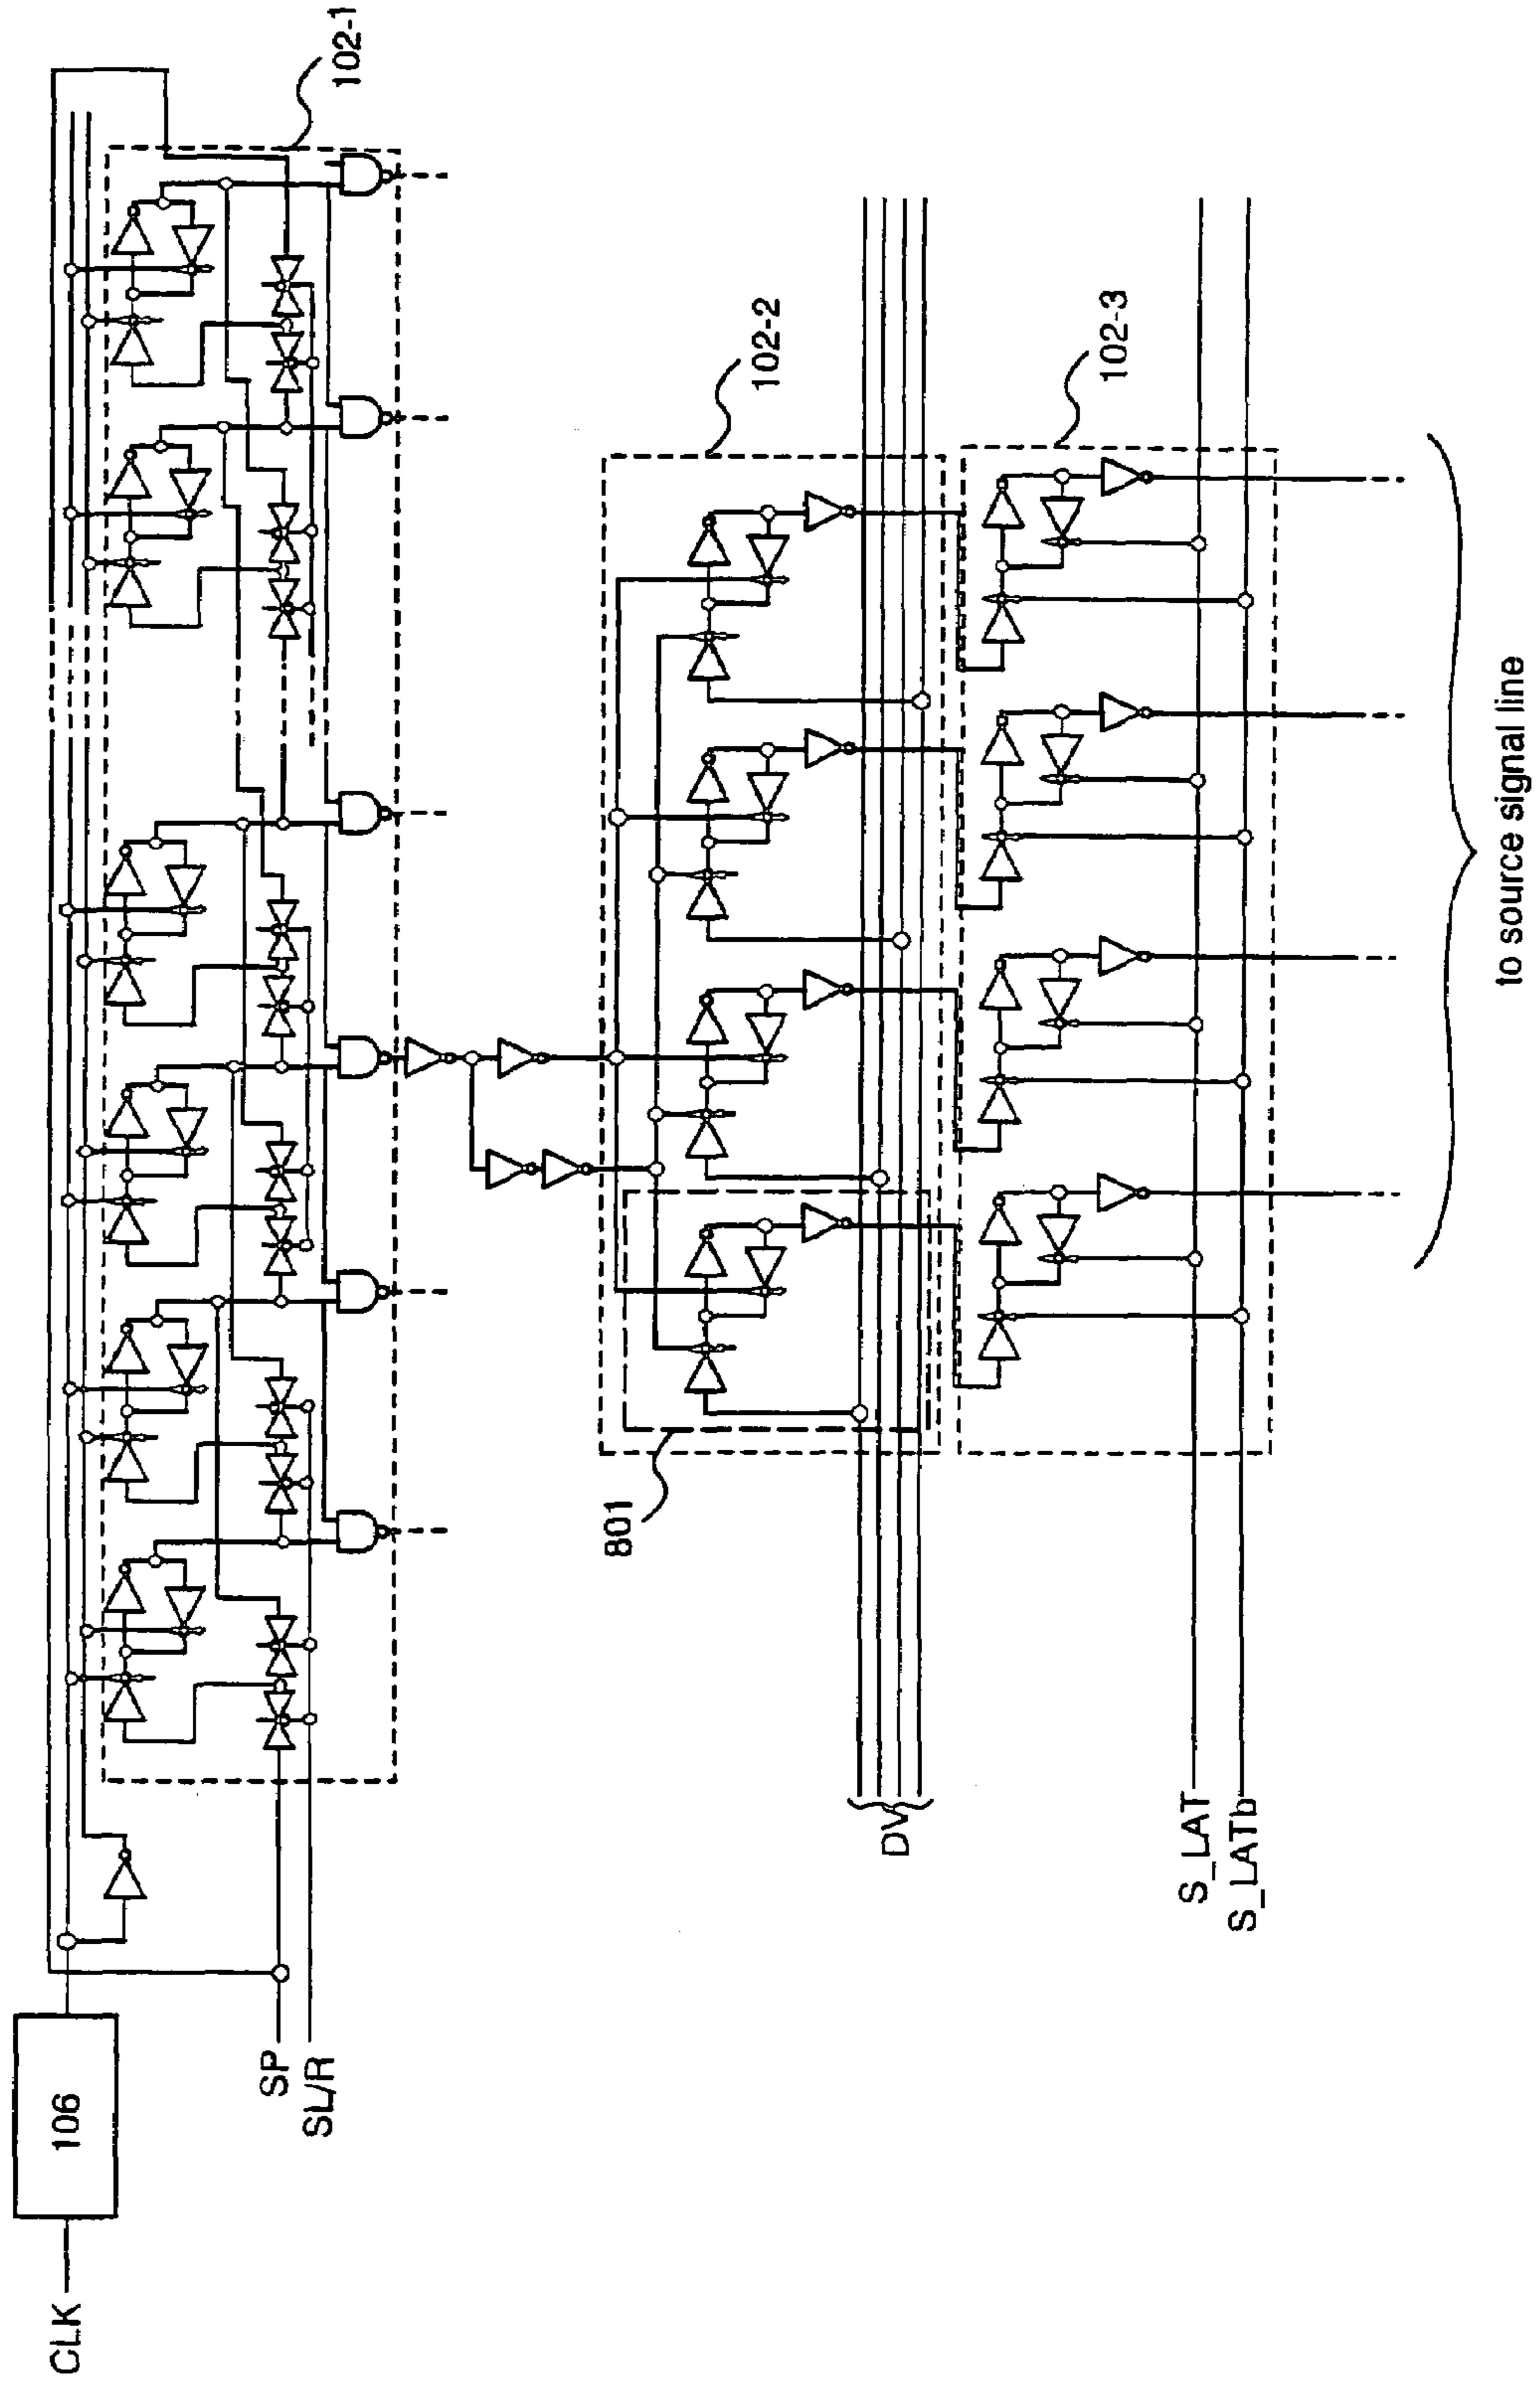 CLK
106
SP
SL/R
102-1
102-2
801
DV
102-3
S_LAT
S_LATb
to source signal line